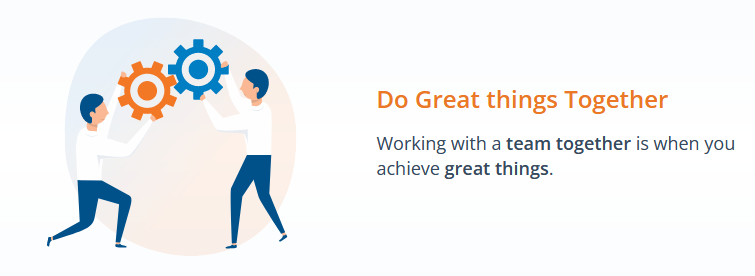 Do Great things Together
Working with a team together is when you
achieve great things.